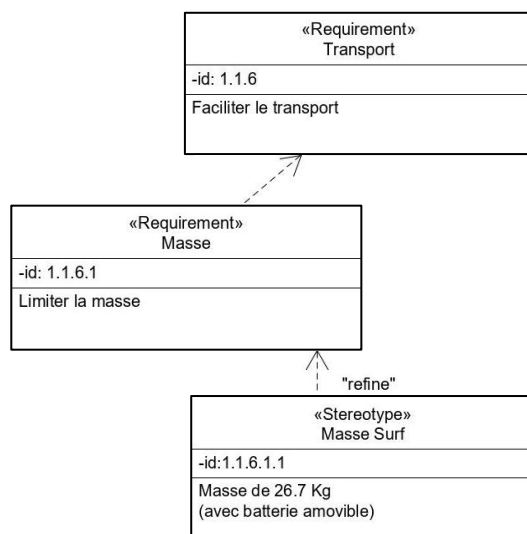 «Requirement»
Transport
-id: 1.1.6
Faciliter le transport
«Requirement»
Masse
-id: 1.1.6.1
Limiter la masse
"refine"
«Stereotype»
Masse Surf
-id:1.1.6.1.1
Masse de 26.7 Kg
(avec batterie amovible)